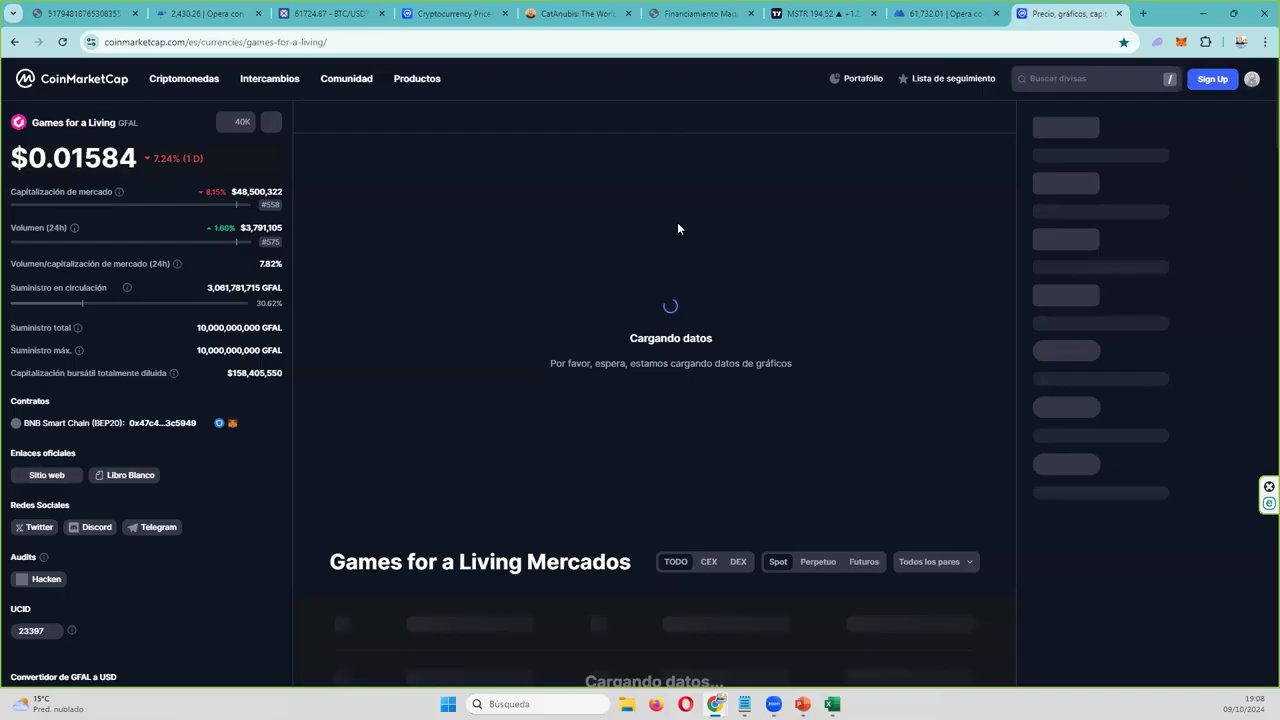 51794818765308355
2,430.26 | Opera con
61724.67 - BTC/USDT
Cryptocurrency Price
CatAnubis: The Worl
Financiamiento Mac
MSTR 194.52 ▲ +1.2
61,732.01 | Opera co
Precio, gráficos, capit
coinmarketcap.com/es/currencies/games-for-a-living/
CoinMarketCap
Criptomonedas
Intercambios
Comunidad
Productos
Portafolio
Lista de seguimiento
Buscar divisas
/
Sign Up
Games for a Living GFAL
40K
$0.01584 7.24% (1 D)
Capitalización de mercado 8.15% $48,500,322
#558
Volumen (24h) 1.60% $3,791,105
#575
Volumen/capitalización de mercado (24h) 7.82%
Suministro en circulación 3,061,781,715 GFAL
30.62%
Suministro total 10,000,000,000 GFAL
Suministro máx. 10,000,000,000 GFAL
Capitalización bursátil totalmente diluida $158,405,550
Contratos
BNB Smart Chain (BEP20): 0x47c4...3c5949
Enlaces oficiales
Sitio web Libro Blanco
Redes Sociales
Twitter Discord Telegram
Audits
Hacken
UCID
23397
Convertidor de GFAL a USD
Cargando datos
Por favor, espera, estamos cargando datos de gráficos
Games for a Living Mercados
TODO CEX DEX
Spot Perpetuo Futuros
Todos los pares
Cargando datos...
15°C
Pred. nublado
Búsqueda
19:08
09/10/2024